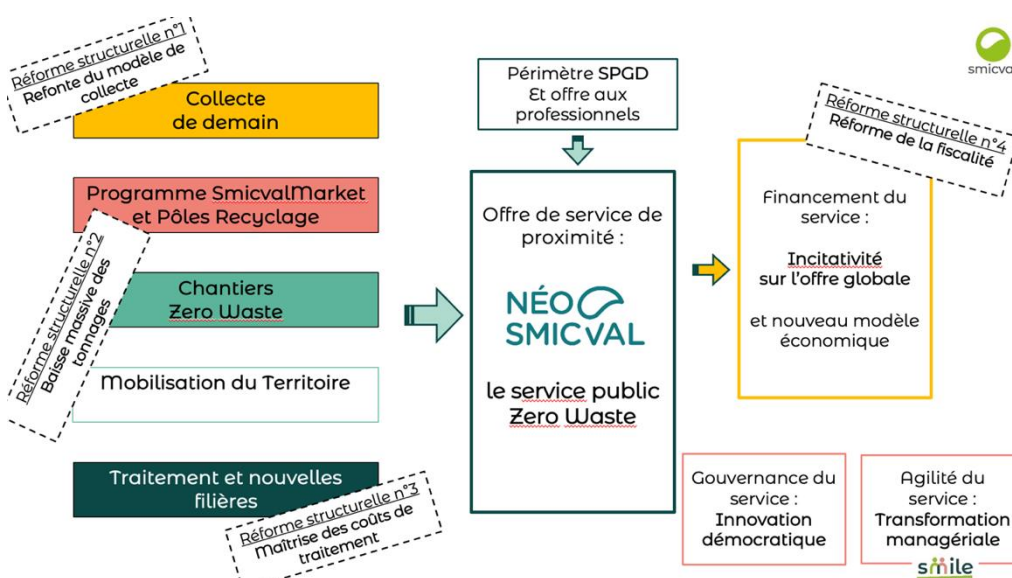 Réforme structurelle n°1
Refonte du modèle de
collecte
Collecte
de demain
Programme SmicvalMarket
et Pôles Recyclage
Réforme structurelle n°2
Baisse massive des
tonnages
Chantiers
Zero Waste
Mobilisation du Territoire
Traitement et nouvelles
filières
Réforme structurelle n°3
Maîtrise des coûts de
traitement
Périmètre SPGD
Et offre aux
professionnels
Offre de service de
proximité :
NÉO
SMICVAL
le service public
Zero Waste
smicval
Réforme structurelle n°4
Réforme de la fiscalité
Financement du
service :
Incitativité
sur l'offre globale
et nouveau modèle
économique
Gouvernance du
service :
Innovation
démocratique
Agilité du
service :
Transformation
managériale
smile